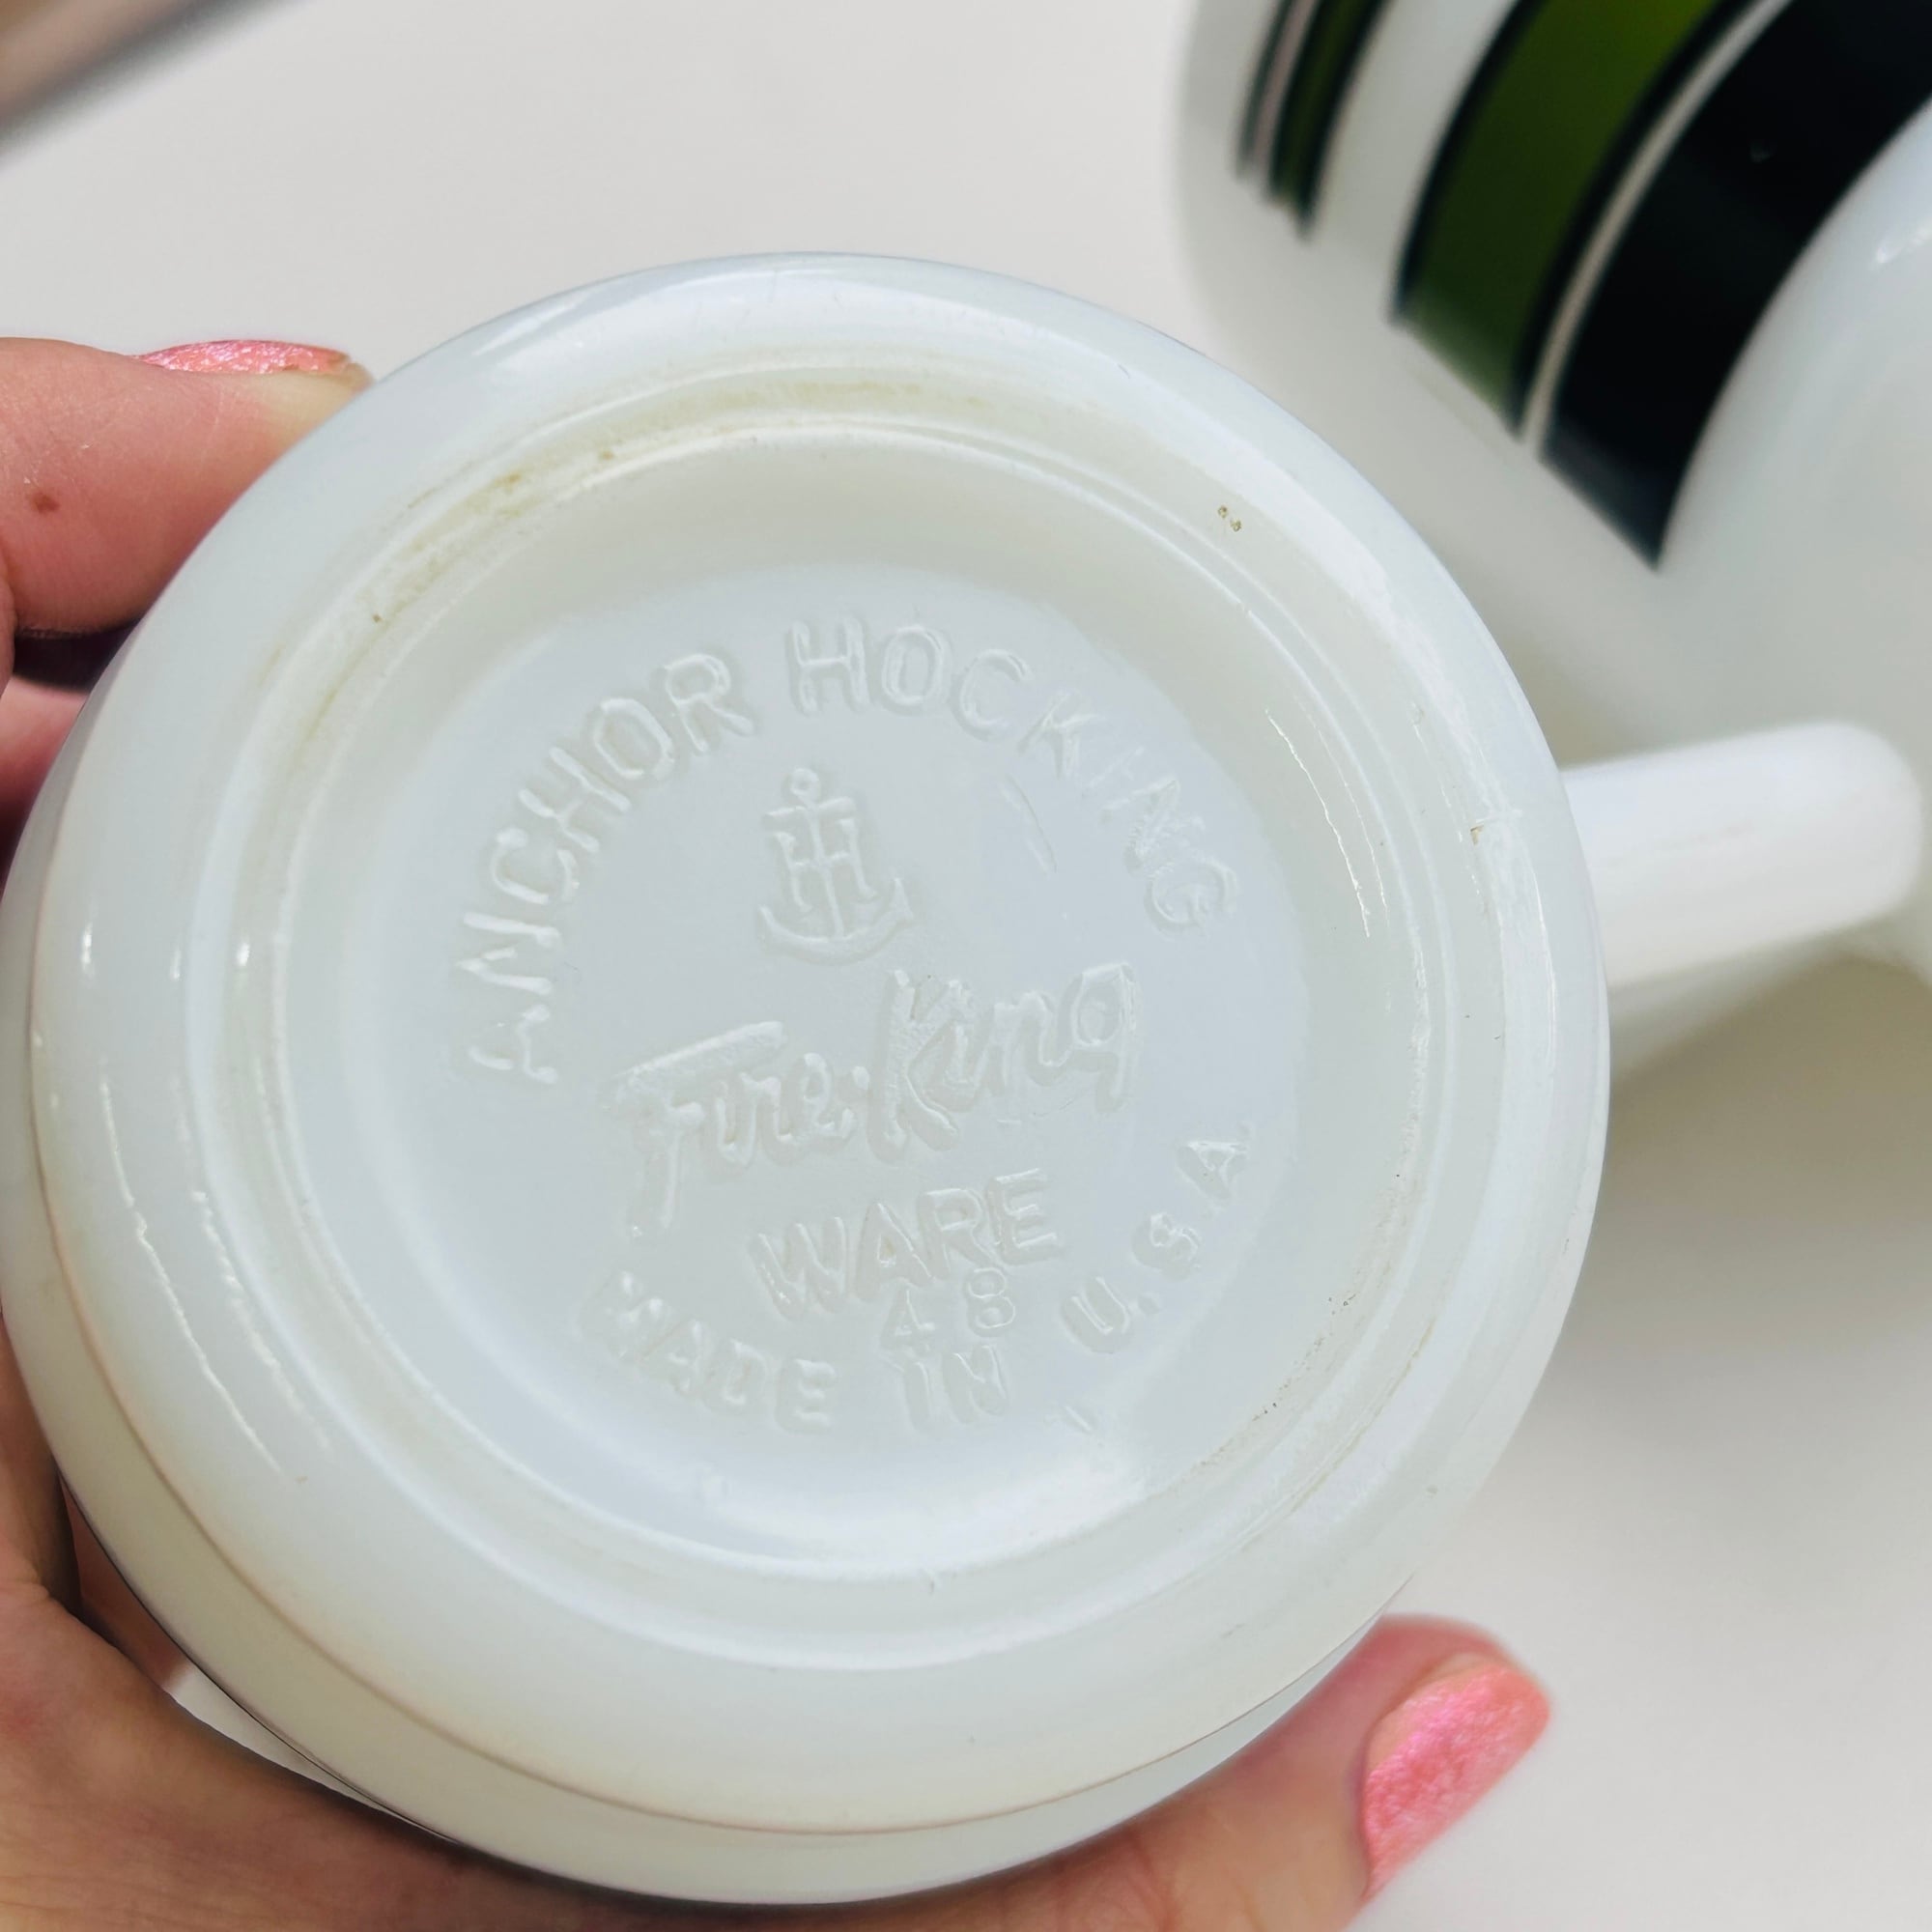 ANCHOR HOCKING
H
Fire-King
WARE
48
MADE IN U.S.A.